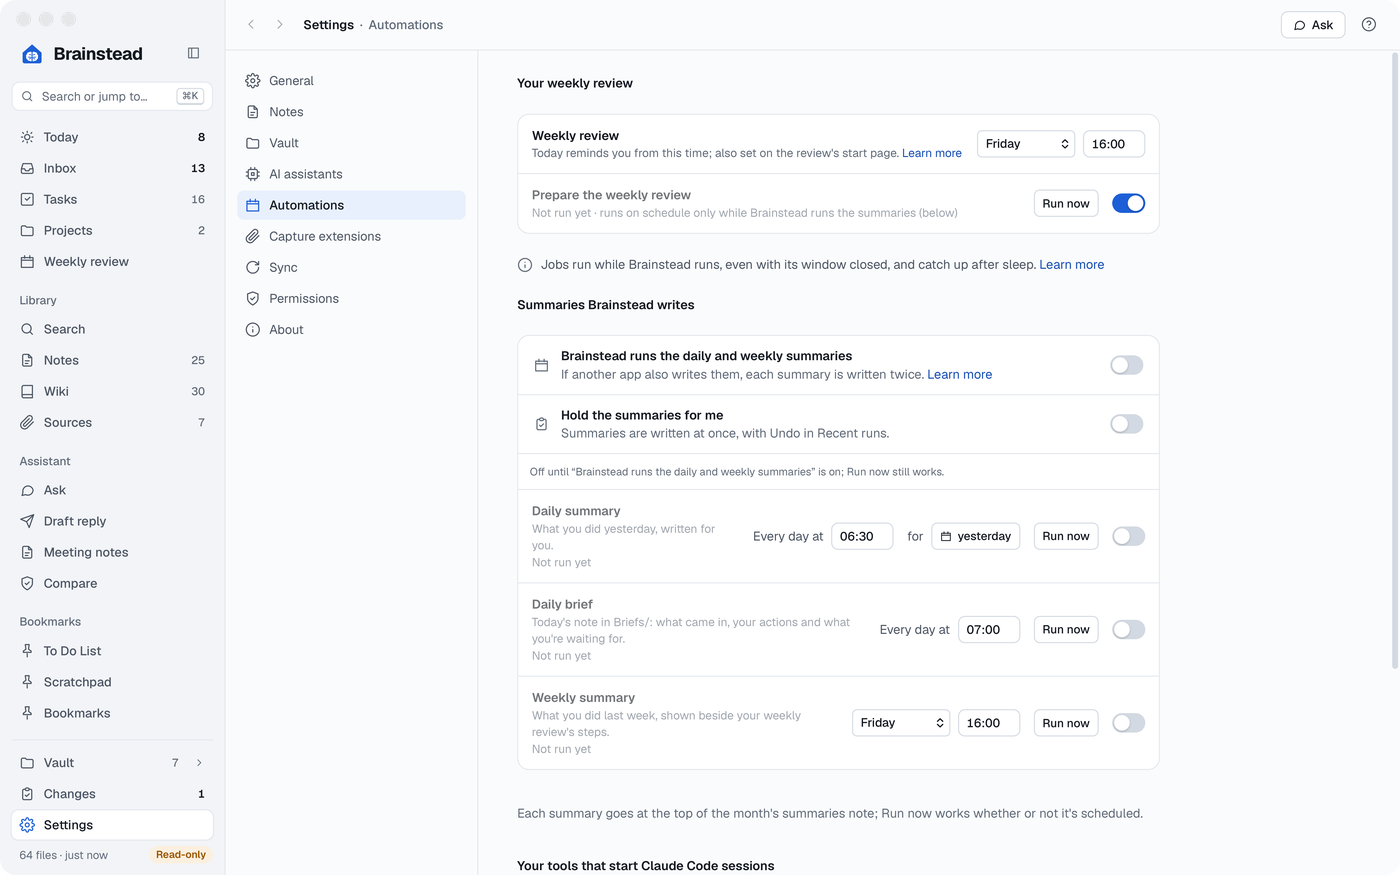 Brainstead
Search or jump to...
⌘K
Today 8
Inbox 13
Tasks 16
Projects 2
Weekly review
Library
Search
Notes 25
Wiki 30
Sources 7
Assistant
Ask
Draft reply
Meeting notes
Compare
Bookmarks
To Do List
Scratchpad
Bookmarks
Vault 7
Changes 1
Settings
64 files · just now Read-only
Settings · Automations
Ask
General
Notes
Vault
AI assistants
Automations
Capture extensions
Sync
Permissions
About
Your weekly review
Weekly review
Today reminds you from this time; also set on the review's start page. Learn more
Friday 16:00
Prepare the weekly review
Not run yet · runs on schedule only while Brainstead runs the summaries (below)
Run now
Jobs run while Brainstead runs, even with its window closed, and catch up after sleep. Learn more
Summaries Brainstead writes
Brainstead runs the daily and weekly summaries
If another app also writes them, each summary is written twice. Learn more
Hold the summaries for me
Summaries are written at once, with Undo in Recent runs.
Off until “Brainstead runs the daily and weekly summaries” is on; Run now still works.
Daily summary
What you did yesterday, written for
you.
Not run yet
Every day at 06:30 for yesterday Run now
Daily brief
Today's note in Briefs/: what came in, your actions and what
you're waiting for.
Not run yet
Every day at 07:00 Run now
Weekly summary
What you did last week, shown beside your weekly
review's steps.
Not run yet
Friday 16:00 Run now
Each summary goes at the top of the month's summaries note; Run now works whether or not it's scheduled.
Your tools that start Claude Code sessions